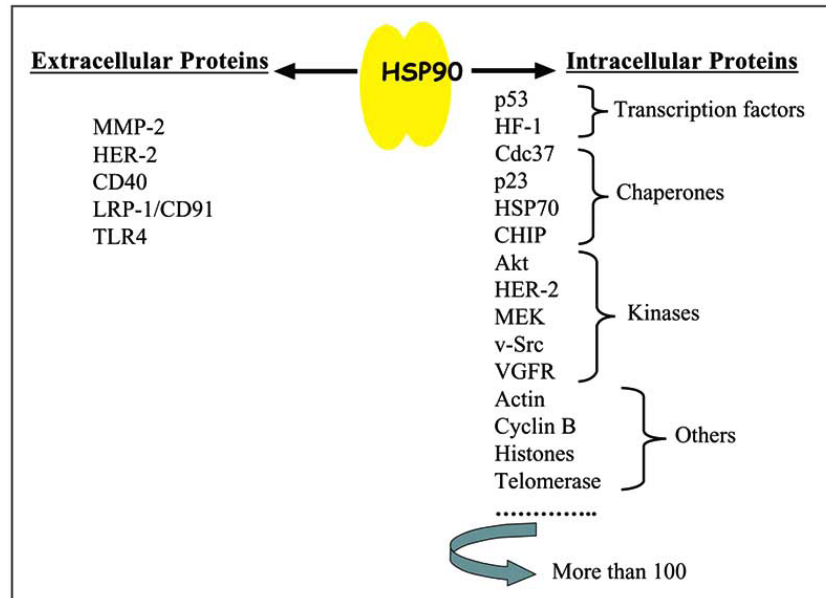 HSP90
Extracellular Proteins
MMP-2
HER-2
CD40
LRP-1/CD91
TLR4
Intracellular Proteins
p53
HF-1
Transcription factors
Cdc37
p23
HSP70
CHIP
Chaperones
Akt
HER-2
MEK
v-Src
VGFR
Kinases
Actin
Cyclin B
Histones
Telomerase
Others
..............
More than 100